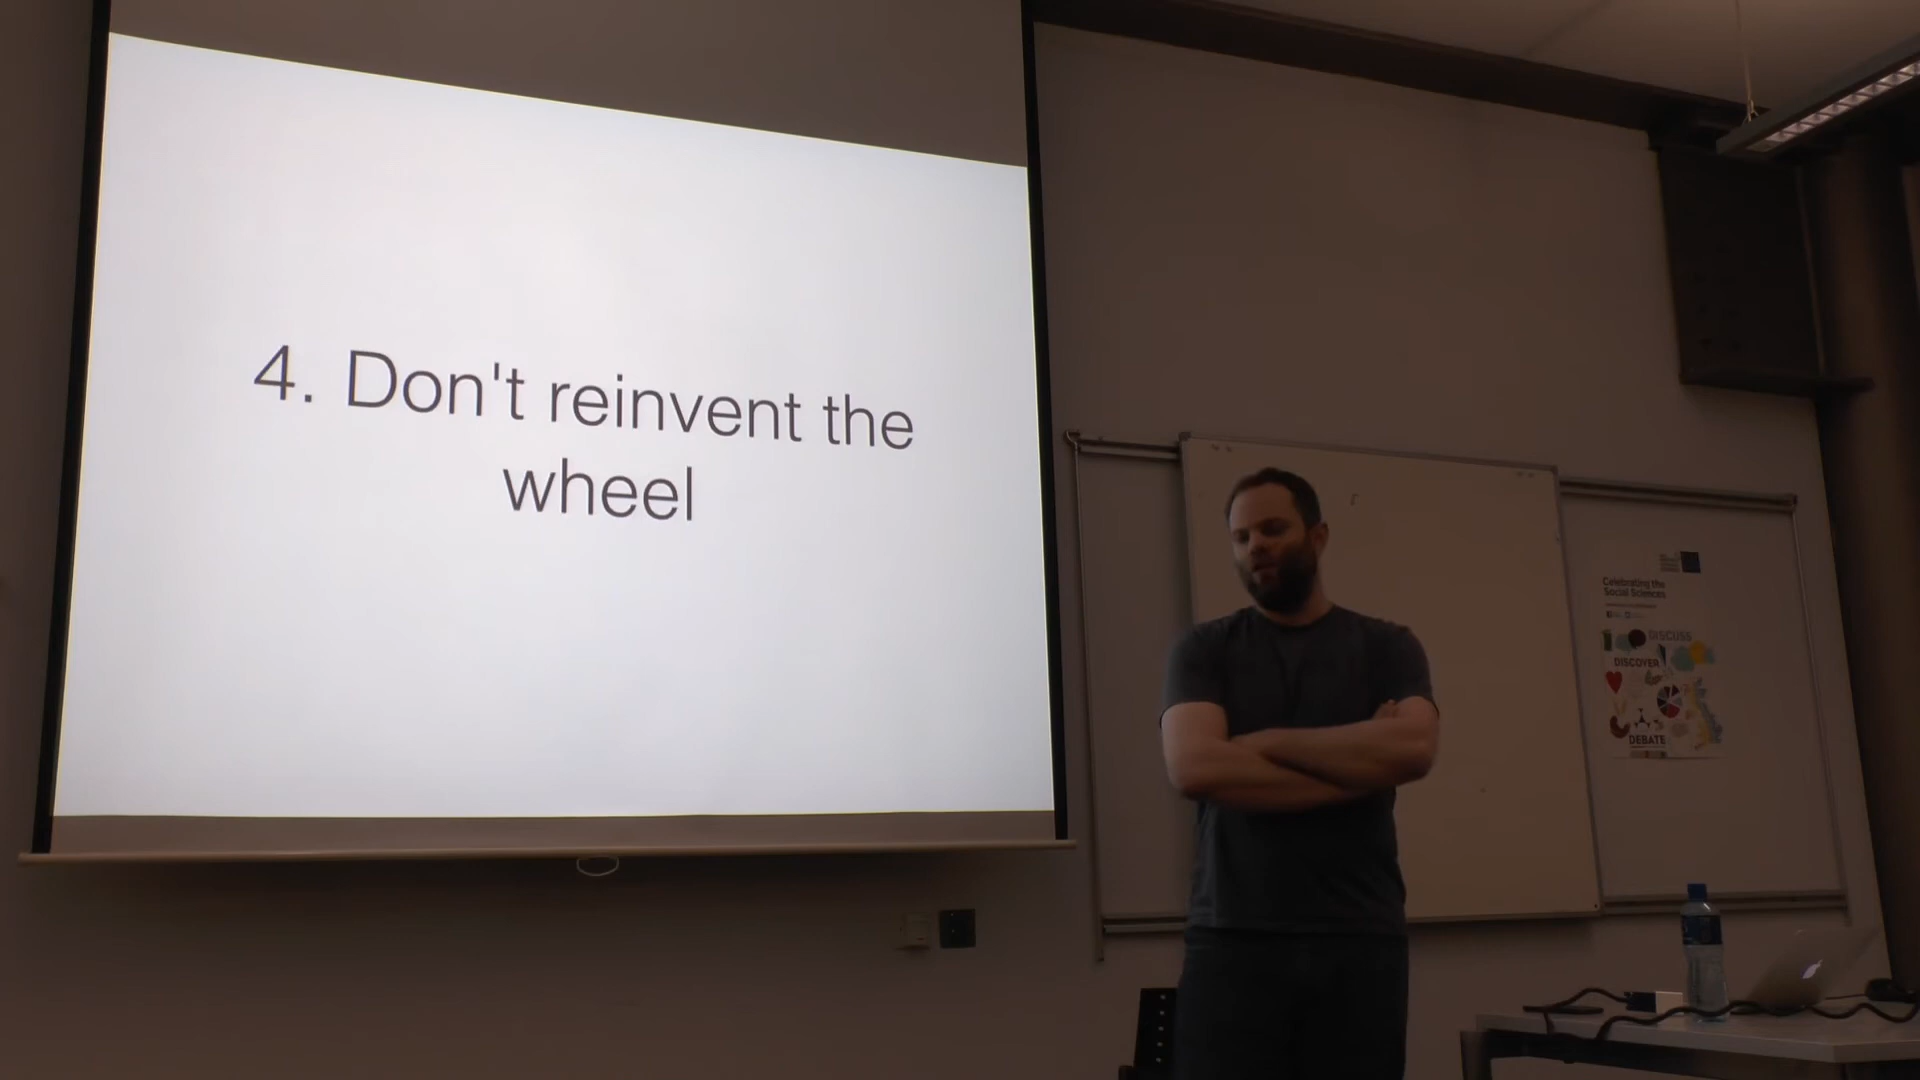 4. Don't reinvent the
wheel
Celebrating the
Social Sciences
DISCUSS
DISCOVER
DEBATE